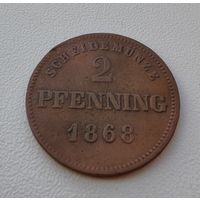 SCHEIDEMÜNZE
2
PFENNING
1868